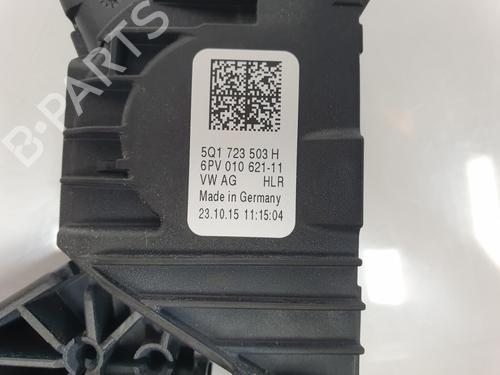 B-PARTS
5Q1 723 503 H
6PV 010 621-11
VW AG HLR
Made in Germany
23.10.15 11:15:04